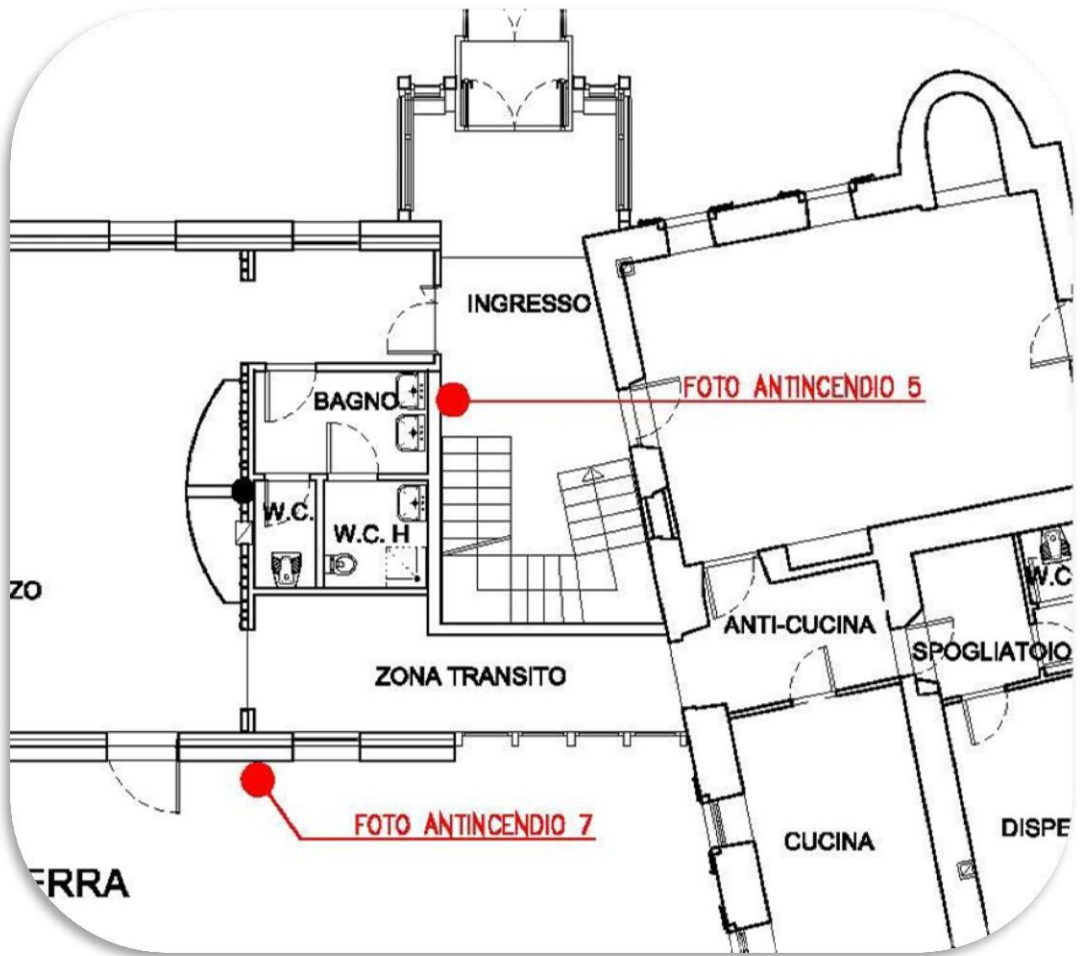 INGRESSO
FOTO ANTINCENDIO 5
BAGNO
W.C.
W.C. H
W.C
ZO
ANTI-CUCINA
SPOGLIATOIO
ZONA TRANSITO
FOTO ANTINCENDIO 7
CUCINA
DISPE
ERRA